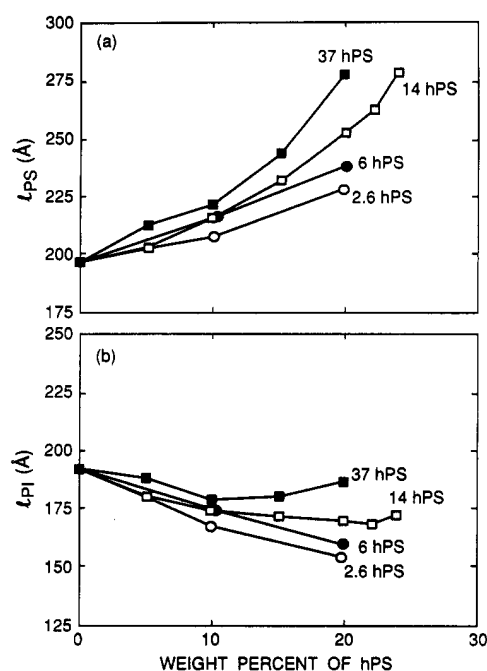 300
(a)
37 hPS
275
14 hPS
250
ℓPS (Å)
6 hPS
225
2.6 hPS
200
175
250
(b)
225
200
ℓPI (Å)
37 hPS
175
14 hPS
6 hPS
150
2.6 hPS
125
0 10 20 30
WEIGHT PERCENT OF hPS